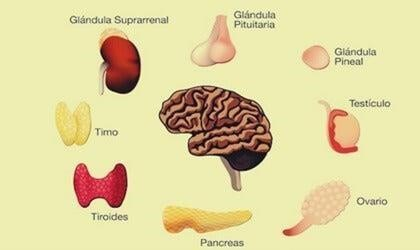 Glándula Suprarrenal
Glándula
Pituitaria
Glándula
Pineal
Timo
Testículo
Tiroides
Ovario
Pancreas